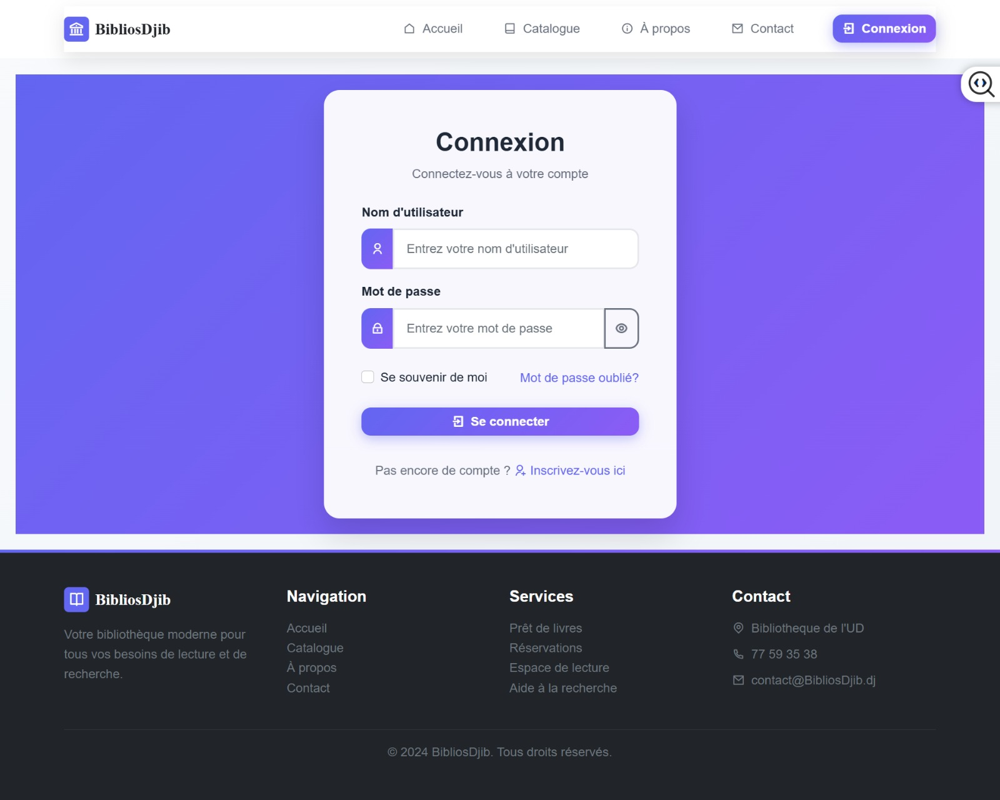 BibliosDjib
Accueil
Catalogue
À propos
Contact
Connexion
Connexion
Connectez-vous à votre compte
Nom d'utilisateur
Entrez votre nom d'utilisateur
Mot de passe
Entrez votre mot de passe
Se souvenir de moi
Mot de passe oublié?
Se connecter
Pas encore de compte ? Inscrivez-vous ici
BibliosDjib
Votre bibliothèque moderne pour
tous vos besoins de lecture et de
recherche.
Navigation
Accueil
Catalogue
À propos
Contact
Services
Prêt de livres
Réservations
Espace de lecture
Aide à la recherche
Contact
Bibliotheque de l'UD
77 59 35 38
contact@BibliosDjib.dj
© 2024 BibliosDjib. Tous droits réservés.